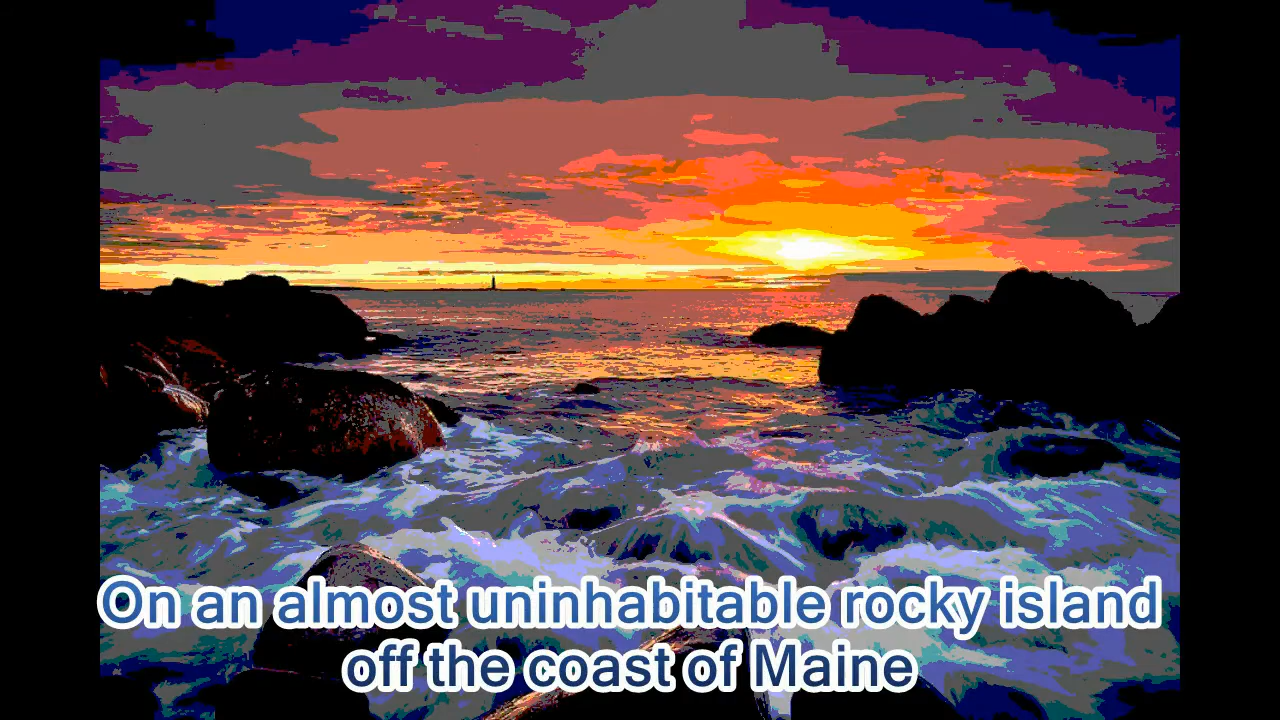 On an almost uninhabitable rocky island
off the coast of Maine